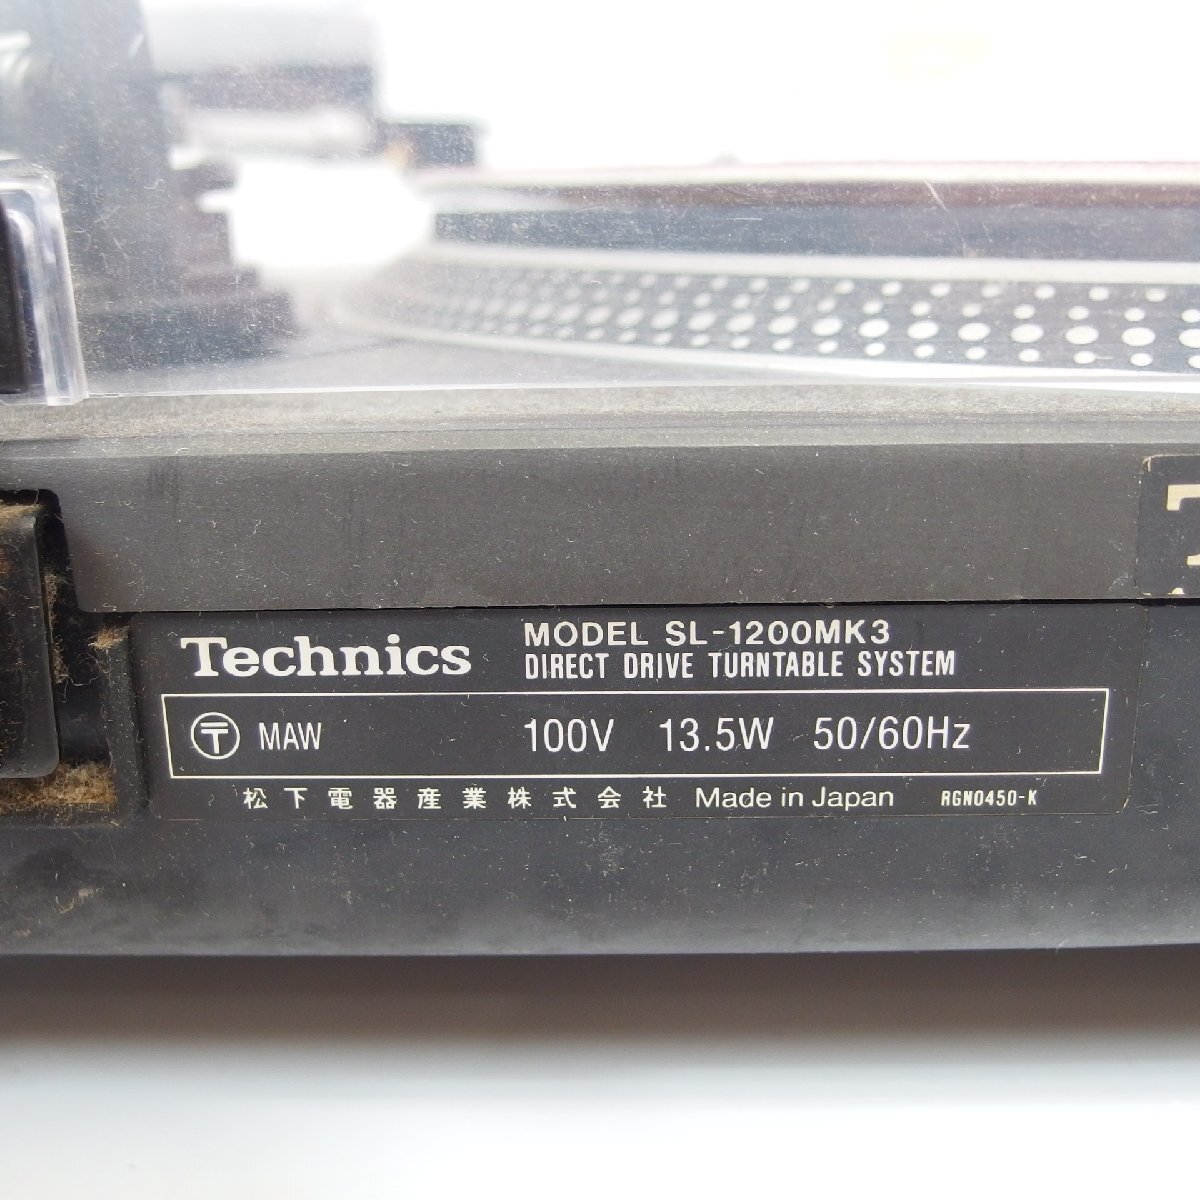 Technics
MODEL SL-1200MK3
DIRECT DRIVE TURNTABLE SYSTEM
〒 MAW 100V 13.5W 50/60Hz
松下電器産業株式会社 Made in Japan RGN0450-K